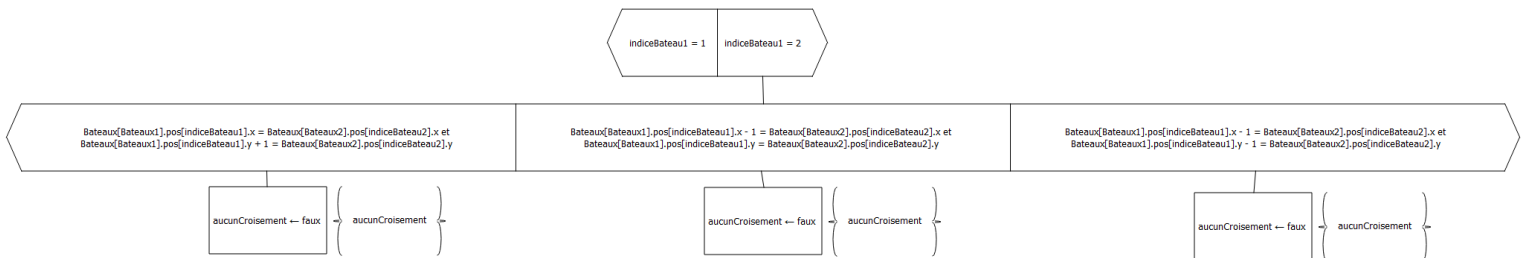 indiceBateau1 = 1
indiceBateau1 = 2
Bateaux[Bateaux1].pos[indiceBateau1].x = Bateaux[Bateaux2].pos[indiceBateau2].x et
Bateaux[Bateaux1].pos[indiceBateau1].y + 1 = Bateaux[Bateaux2].pos[indiceBateau2].y
Bateaux[Bateaux1].pos[indiceBateau1].x - 1 = Bateaux[Bateaux2].pos[indiceBateau2].x et
Bateaux[Bateaux1].pos[indiceBateau1].y = Bateaux[Bateaux2].pos[indiceBateau2].y
Bateaux[Bateaux1].pos[indiceBateau1].x - 1 = Bateaux[Bateaux2].pos[indiceBateau2].x et
Bateaux[Bateaux1].pos[indiceBateau1].y - 1 = Bateaux[Bateaux2].pos[indiceBateau2].y
aucunCroisement ← faux
aucunCroisement
aucunCroisement ← faux
aucunCroisement
aucunCroisement ← faux
aucunCroisement